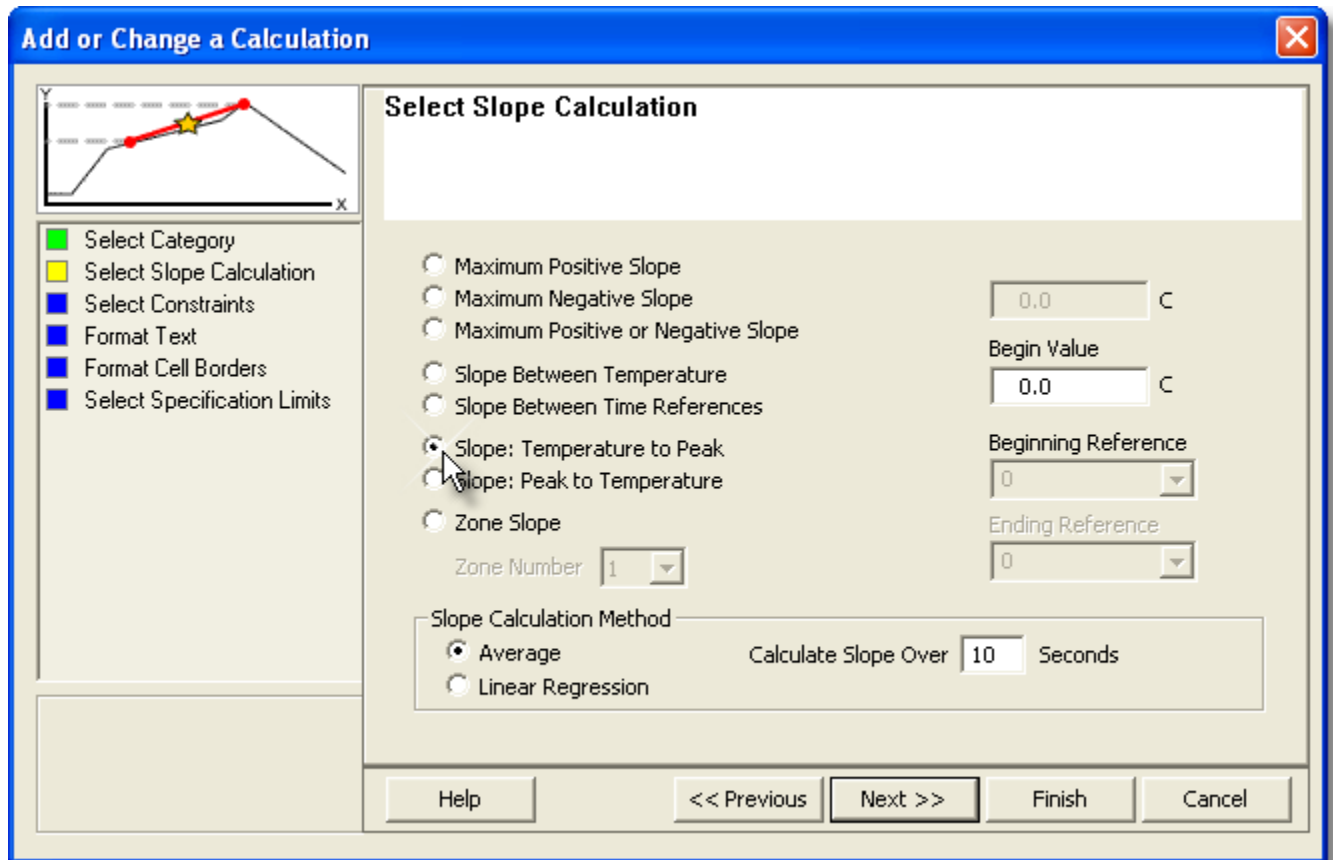 Add or Change a Calculation
Y
X
Select Category
Select Slope Calculation
Select Constraints
Format Text
Format Cell Borders
Select Specification Limits
Select Slope Calculation
Maximum Positive Slope
Maximum Negative Slope
Maximum Positive or Negative Slope
Slope Between Temperature
Slope Between Time References
Slope: Temperature to Peak
Slope: Peak to Temperature
Zone Slope
Zone Number 1
0.0 C
Begin Value
0.0 C
Beginning Reference
0
Ending Reference
0
Slope Calculation Method
Average
Linear Regression
Calculate Slope Over 10 Seconds
Help
<< Previous
Next >>
Finish
Cancel